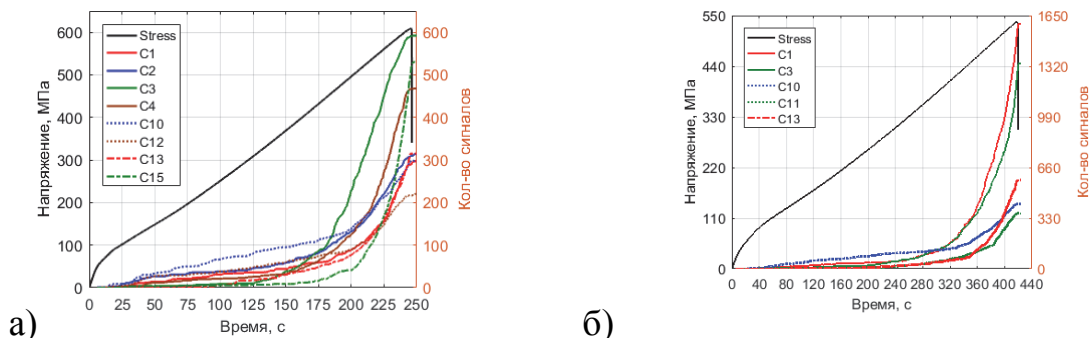 Stress
C1
C2
C3
C4
C10
C12
C13
C15
600
500
400
300
200
100
0
600
500
400
300
200
100
0
0 25 50 75 100 125 150 175 200 225 250
Напряжение, МПа
Кол-во сигналов
Время, с
а)
Stress
C1
C3
C10
C11
C13
550
440
330
220
110
0
1650
1320
990
660
330
0
0 40 80 120 160 200 240 280 320 360 400 440
Напряжение, МПа
Кол-во сигналов
Время, с
б)